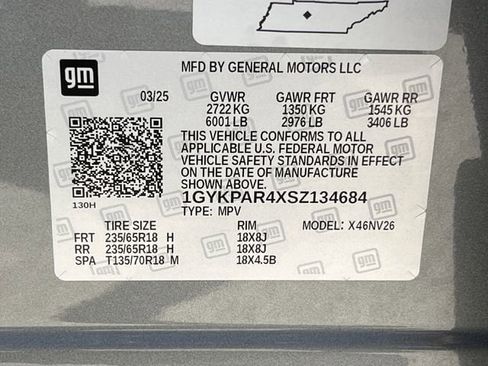 gm
MFD BY GENERAL MOTORS LLC
03/25 GVWR GAWR FRT GAWR RR
2722 KG 1350 KG 1545 KG
6001 LB 2976 LB 3406 LB
THIS VEHICLE CONFORMS TO ALL
APPLICABLE U.S. FEDERAL MOTOR
VEHICLE SAFETY STANDARDS IN EFFECT
ON THE DATE OF MANUFACTURE
SHOWN ABOVE.
1GYKPAR4XSZ134684
130H
TYPE: MPV
TIRE SIZE RIM MODEL: X46NV26
FRT 235/65R18 H 18X8J
RR 235/65R18 H 18X8J
SPA T135/70R18 M 18X4.5B